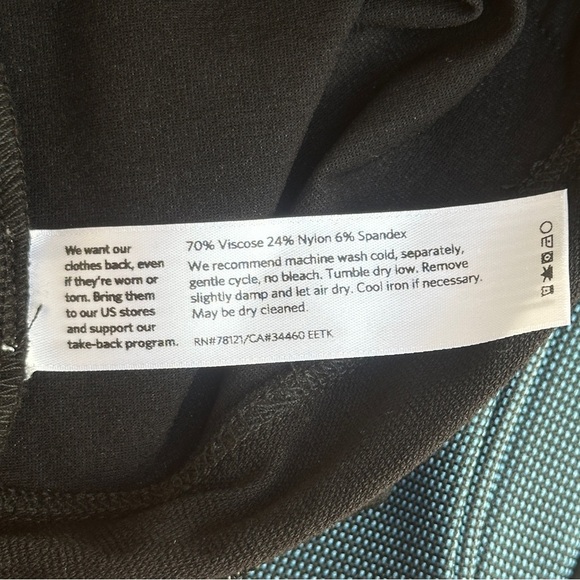 We want our
clothes back, even
if they're worn or
torn. Bring them
to our US stores
and support our
take-back program.
70% Viscose 24% Nylon 6% Spandex
We recommend machine wash cold, separately,
gentle cycle, no bleach. Tumble dry low. Remove
slightly damp and let air dry. Cool iron if necessary.
May be dry cleaned.
RN#78121/CA#34460 EETK